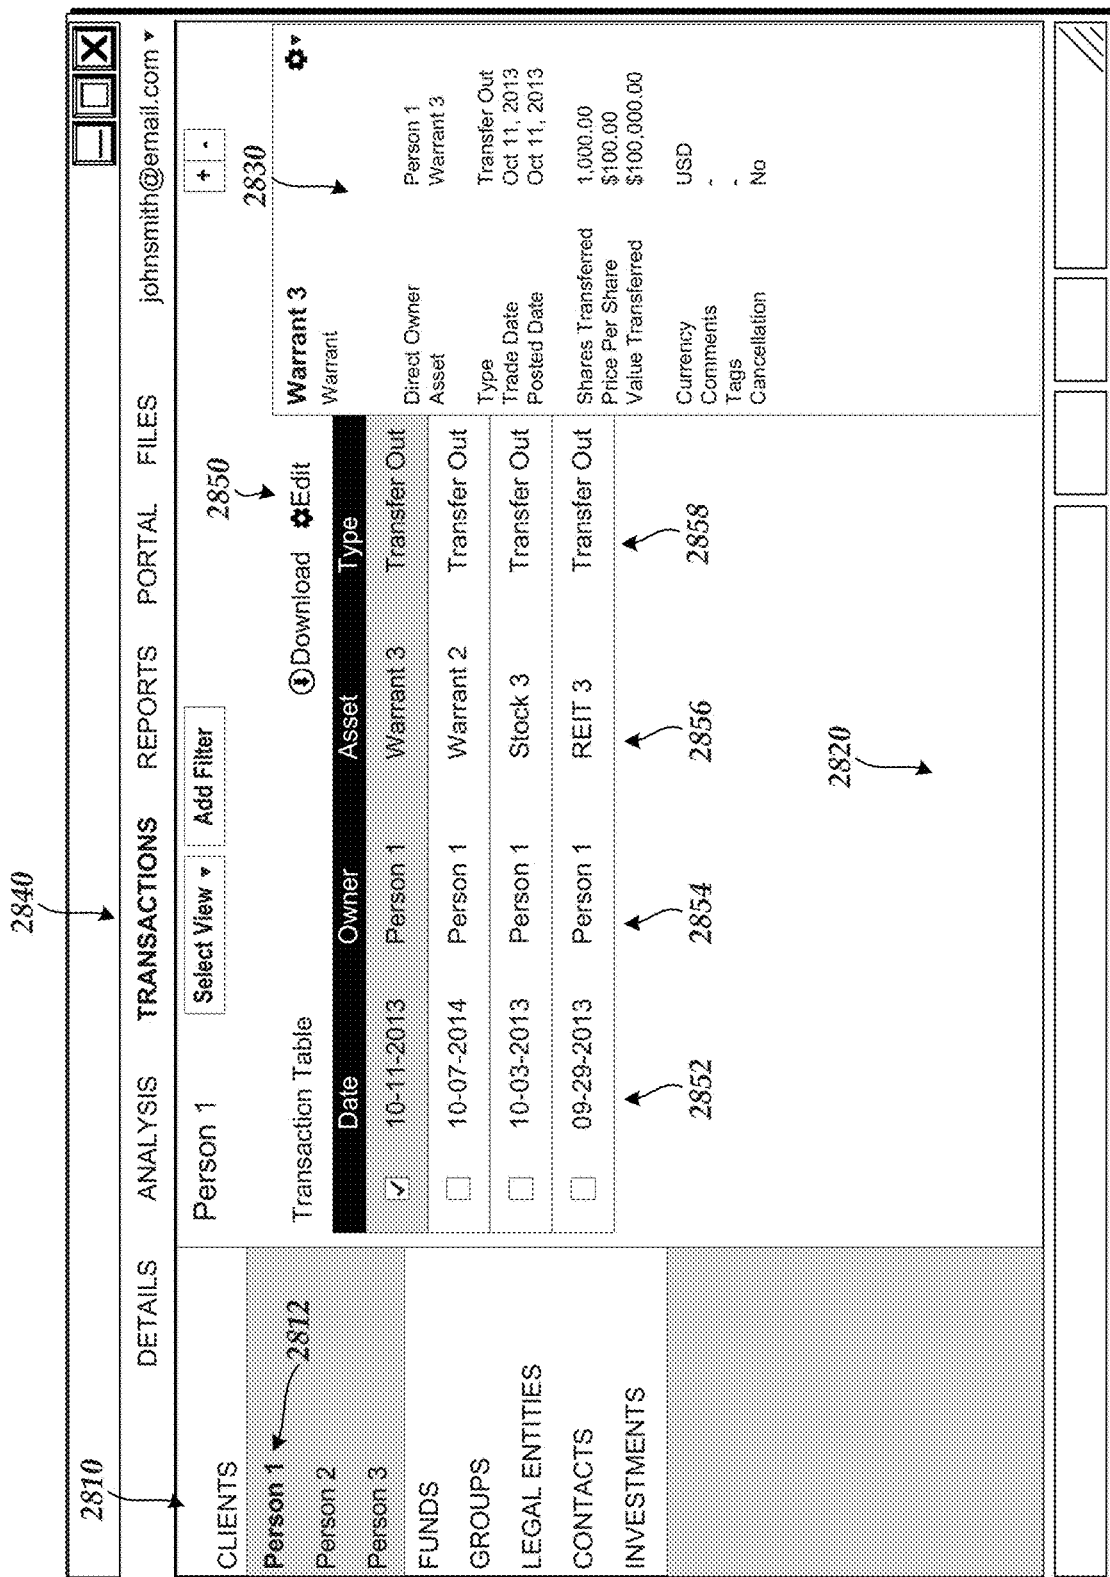 2840
2810
DETAILS ANALYSIS TRANSACTIONS REPORTS PORTAL FILES johnsmith@email.com
CLIENTS
Person 1
2812
Person 2
Person 3
FUNDS
GROUPS
LEGAL ENTITIES
CONTACTS
INVESTMENTS
Person 1 Select View Add Filter + -
2850
2830
Transaction Table Download Edit
Date Owner Asset Type
10-11-2013 Person 1 Warrant 3 Transfer Out
10-07-2014 Person 1 Warrant 2 Transfer Out
10-03-2013 Person 1 Stock 3 Transfer Out
09-29-2013 Person 1 REIT 3 Transfer Out
2852 2854 2856 2858
2820
Warrant 3
Warrant
Direct Owner Person 1
Asset Warrant 3
Type Transfer Out
Trade Date Oct 11, 2013
Posted Date Oct 11, 2013
Shares Transferred 1,000.00
Price Per Share $100.00
Value Transferred $100,000.00
Currency USD
Comments -
Tags -
Cancellation No